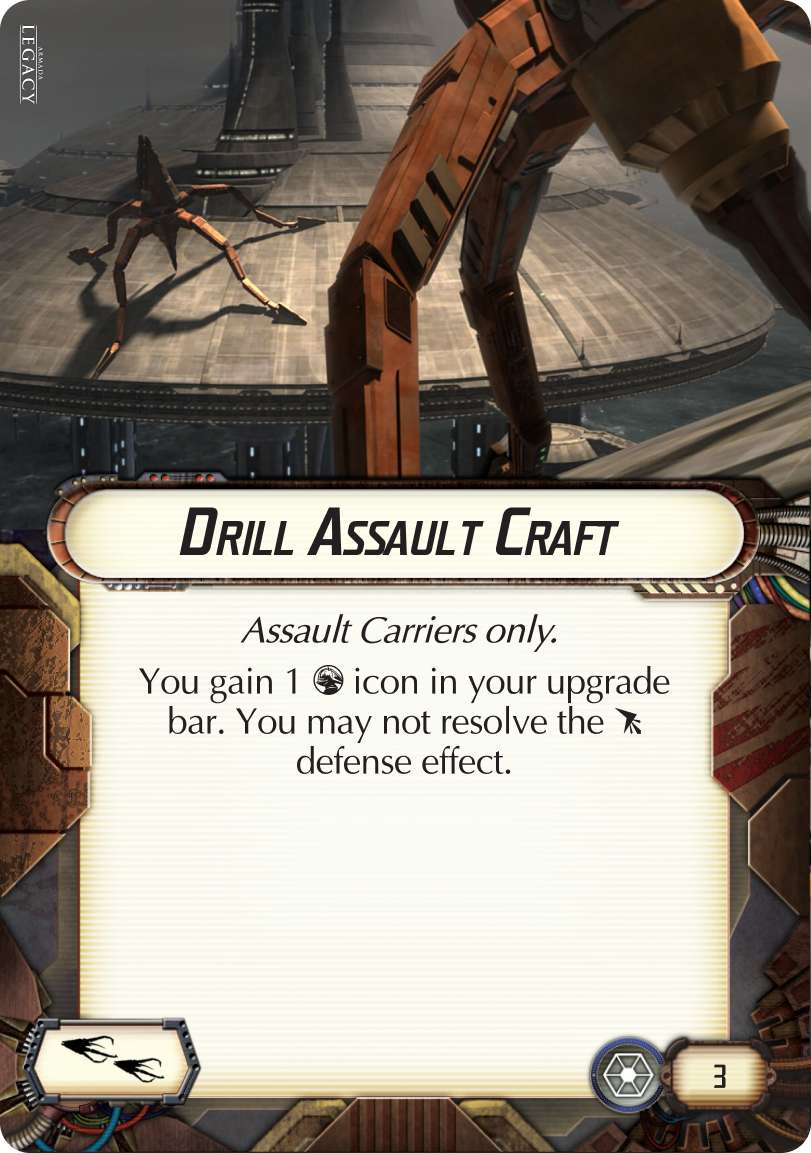 ARMADA
LEGACY
DRILL ASSAULT CRAFT
Assault Carriers only.
You gain 1 icon in your upgrade
bar. You may not resolve the
defense effect.
3